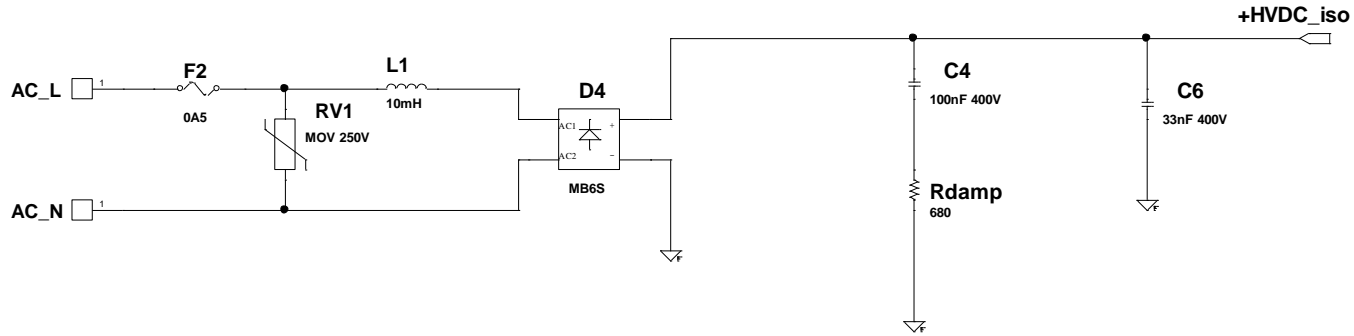 +HVDC_iso
AC_L
1
F2
0A5
RV1
MOV 250V
L1
10mH
D4
AC1
+
AC2
-
MB6S
C4
100nF 400V
C6
33nF 400V
Rdamp
680
AC_N
1